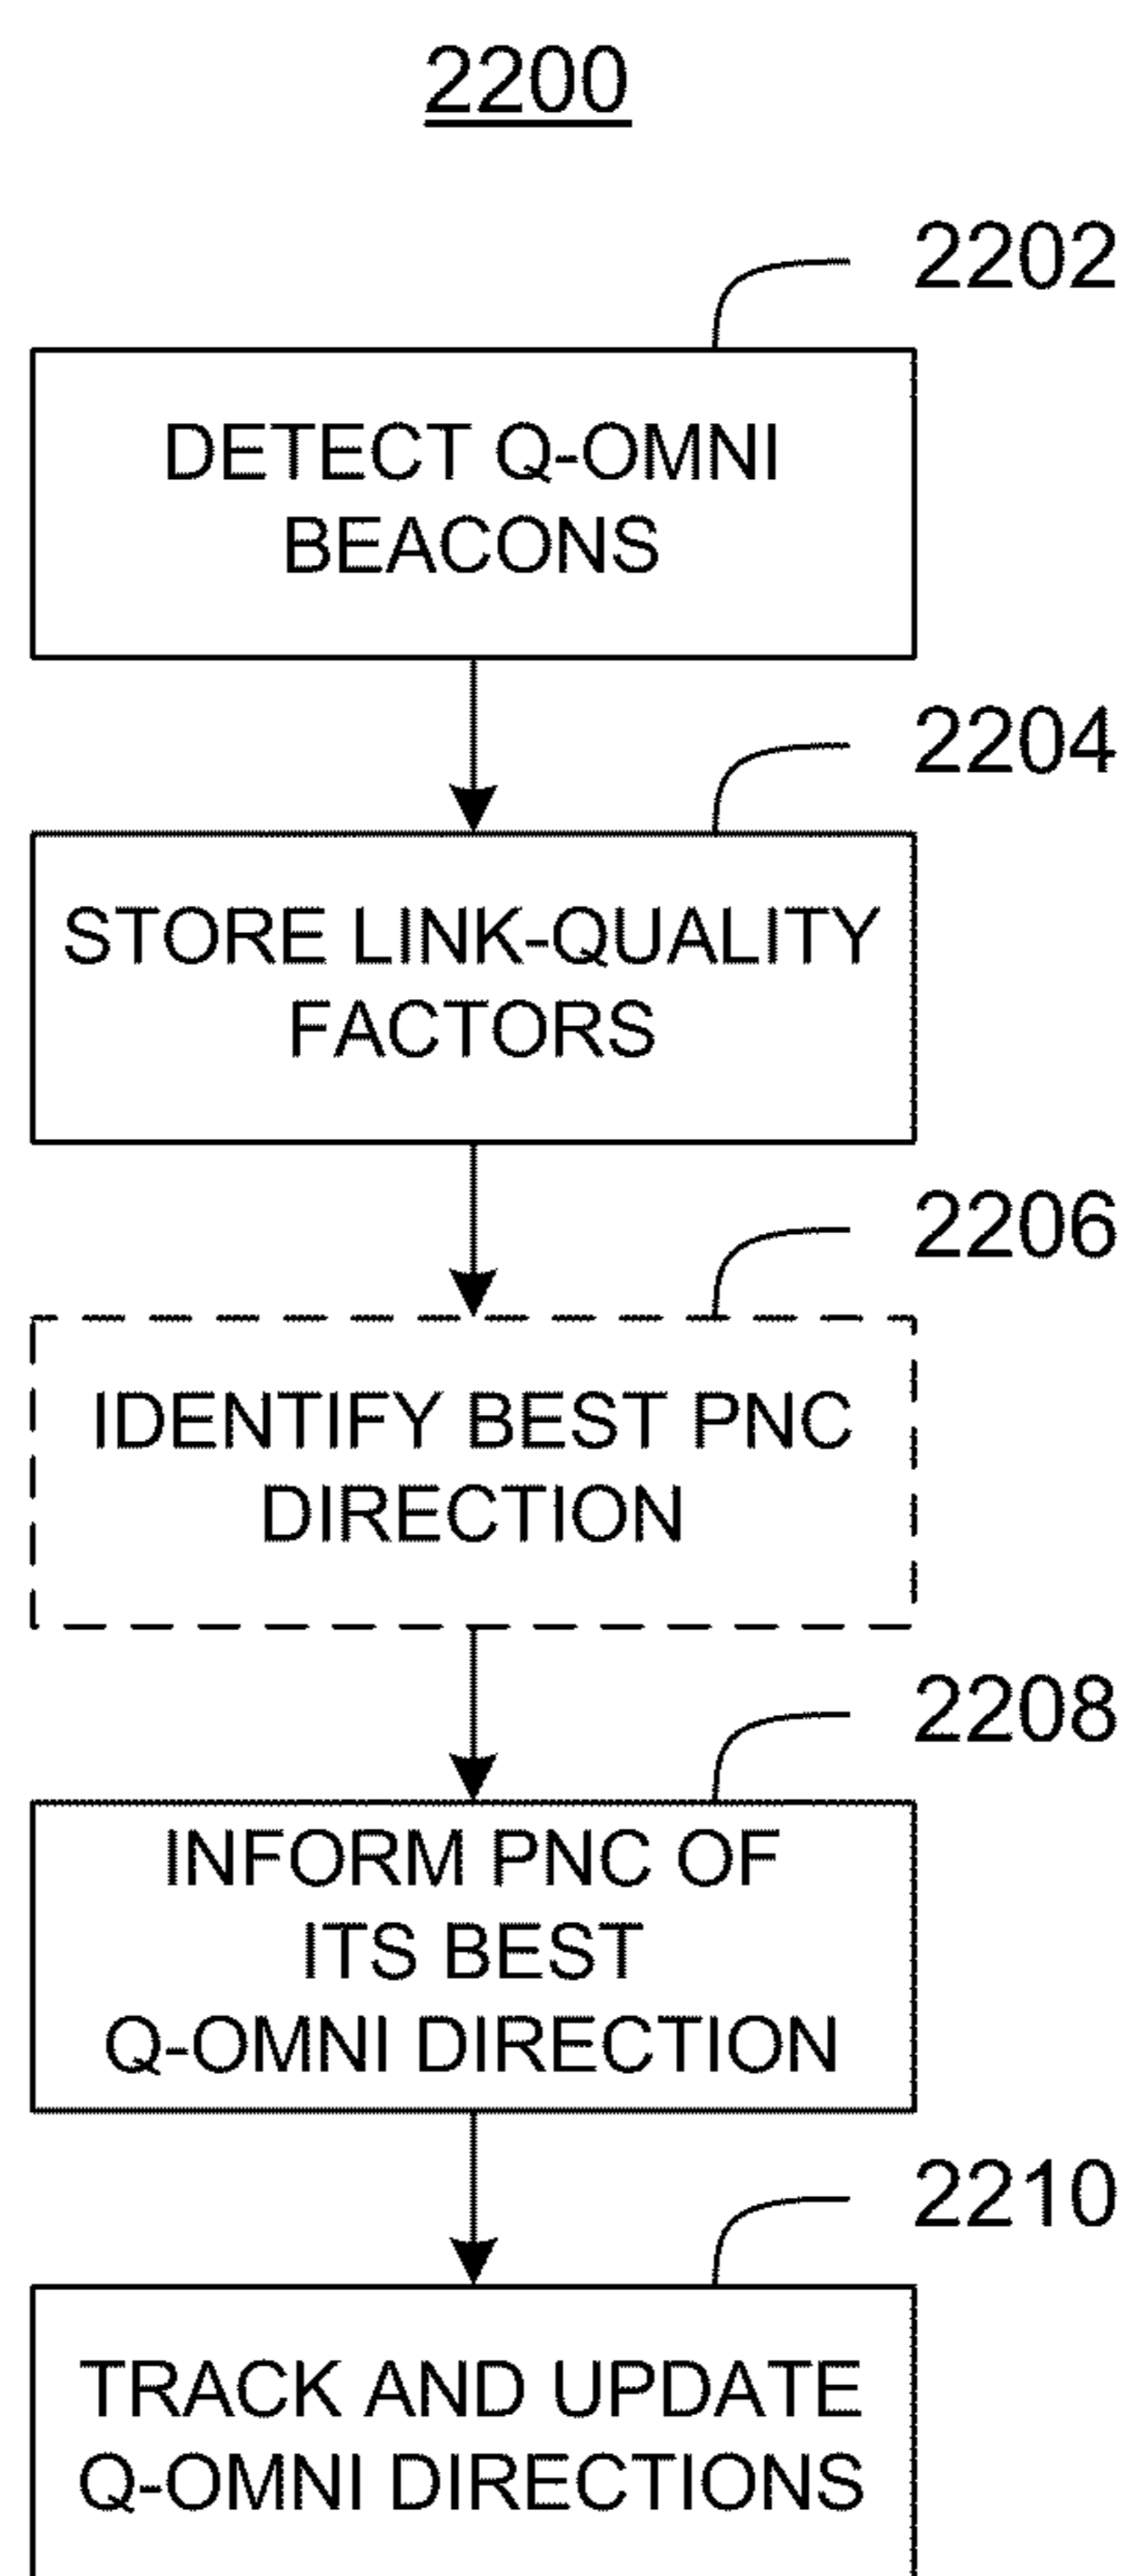 2200
2202
DETECT Q-OMNI
BEACONS
2204
STORE LINK-QUALITY
FACTORS
2206
IDENTIFY BEST PNC
DIRECTION
2208
INFORM PNC OF
ITS BEST
Q-OMNI DIRECTION
2210
TRACK AND UPDATE
Q-OMNI DIRECTIONS